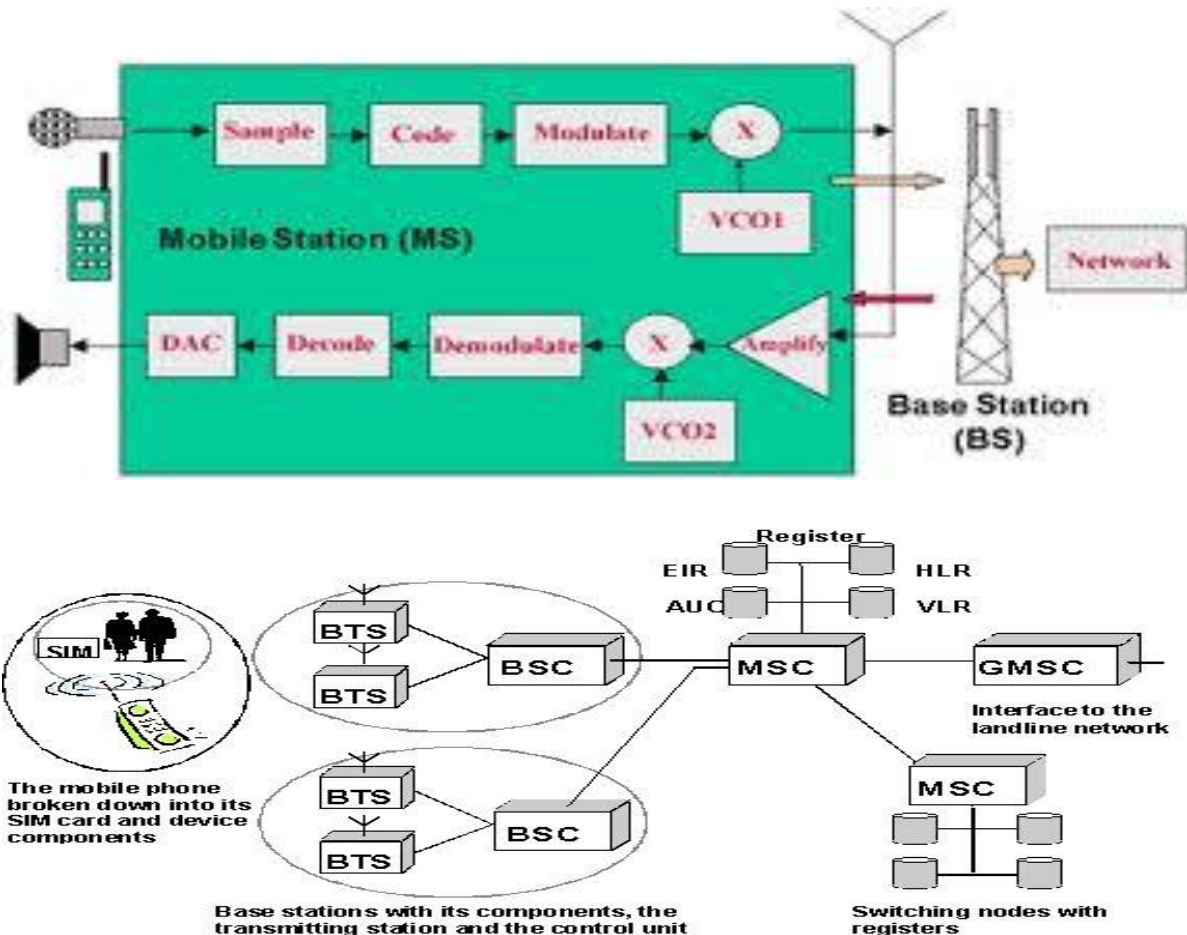 Sample
Code
Modulate
X
VCO1
Mobile Station (MS)
Network
DAC
Decode
Demodulate
X
Amplify
VCO2
Base Station
(BS)
Register
EIR
HLR
AUC
VLR
SIM
BTS
BTS
BSC
MSC
GMSC
Interface to the
landline network
The mobile phone
broken down into its
SIM card and device
components
BTS
BTS
BSC
MSC
Base stations with its components, the
transmitting station and the control unit
Switching nodes with
registers